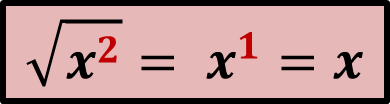 √x² = x¹ = x